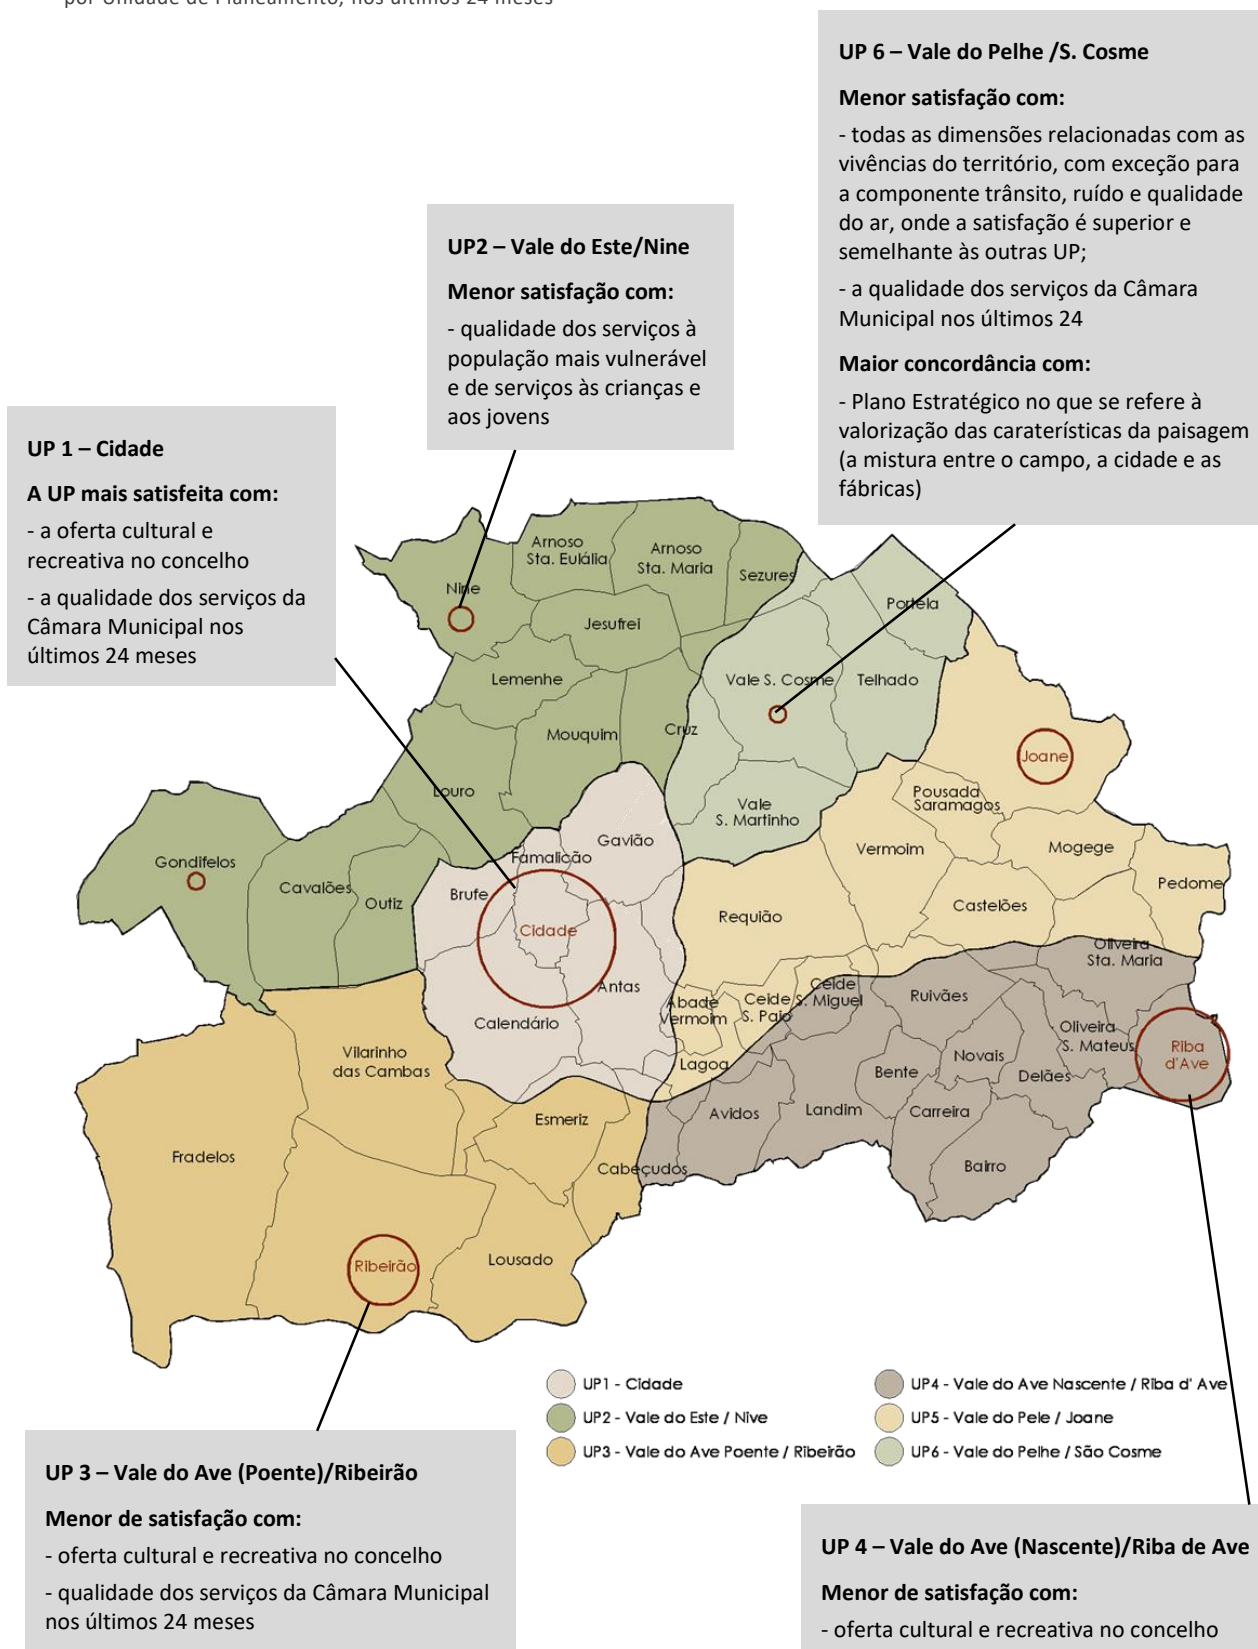 por Unidade de Planeamento, nos últimos 24 meses
UP 6 – Vale do Pelhe /S. Cosme
Menor satisfação com:
- todas as dimensões relacionadas com as
vivências do território, com exceção para
a componente trânsito, ruído e qualidade
do ar, onde a satisfação é superior e
semelhante às outras UP;
- a qualidade dos serviços da Câmara
Municipal nos últimos 24
Maior concordância com:
- Plano Estratégico no que se refere à
valorização das caraterísticas da paisagem
(a mistura entre o campo, a cidade e as
fábricas)
UP2 – Vale do Este/Nine
Menor satisfação com:
- qualidade dos serviços à
população mais vulnerável
e de serviços às crianças e
aos jovens
UP 1 – Cidade
A UP mais satisfeita com:
- a oferta cultural e
recreativa no concelho
- a qualidade dos serviços da
Câmara Municipal nos
últimos 24 meses
Arnoso
Sta. Eulália
Arnoso
Sta. Maria
Sezures
Nine
Portela
Jesufrei
Lemenhe
Vale S. Cosme
Telhado
Mouquim
Cruz
Joane
Louro
Vale
S. Martinho
Pousada
Saramagos
Gavião
Famalicão
Vermoim
Mogege
Gondifelos
Cavalões
Outiz
Brufe
Pedome
Castelões
Requião
Cidade
Oliveira
Sta. Maria
Antas
Abade
Vermoim
Ceide
S. Paio
Ceide
S. Miguel
Ruivães
Calendário
Oliveira
S. Mateus
Riba
d'Ave
Vilarinho
das Cambas
Lagoa
Bente
Novais
Delães
Avidos
Landim
Carreira
Esmeriz
Fradelos
Cabeçudos
Bairro
Ribeirão
Lousado
UP1 - Cidade
UP2 - Vale do Este / Nive
UP3 - Vale do Ave Poente / Ribeirão
UP4 - Vale do Ave Nascente / Riba d' Ave
UP5 - Vale do Pele / Joane
UP6 - Vale do Pelhe / São Cosme
UP 3 – Vale do Ave (Poente)/Ribeirão
Menor de satisfação com:
- oferta cultural e recreativa no concelho
- qualidade dos serviços da Câmara Municipal
nos últimos 24 meses
UP 4 – Vale do Ave (Nascente)/Riba de Ave
Menor de satisfação com:
- oferta cultural e recreativa no concelho